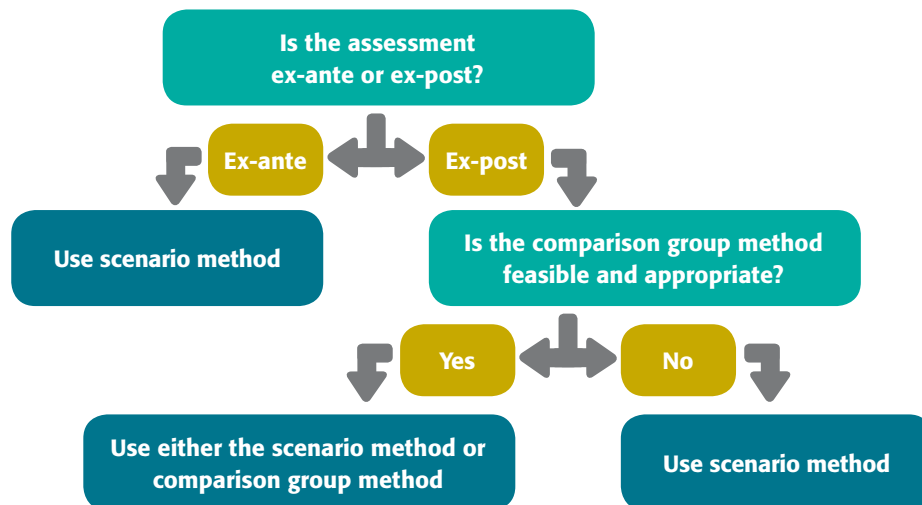 Is the assessment
ex-ante or ex-post?
Ex-ante
Ex-post
Use scenario method
Is the comparison group method
feasible and appropriate?
Yes
No
Use either the scenario method or
comparison group method
Use scenario method